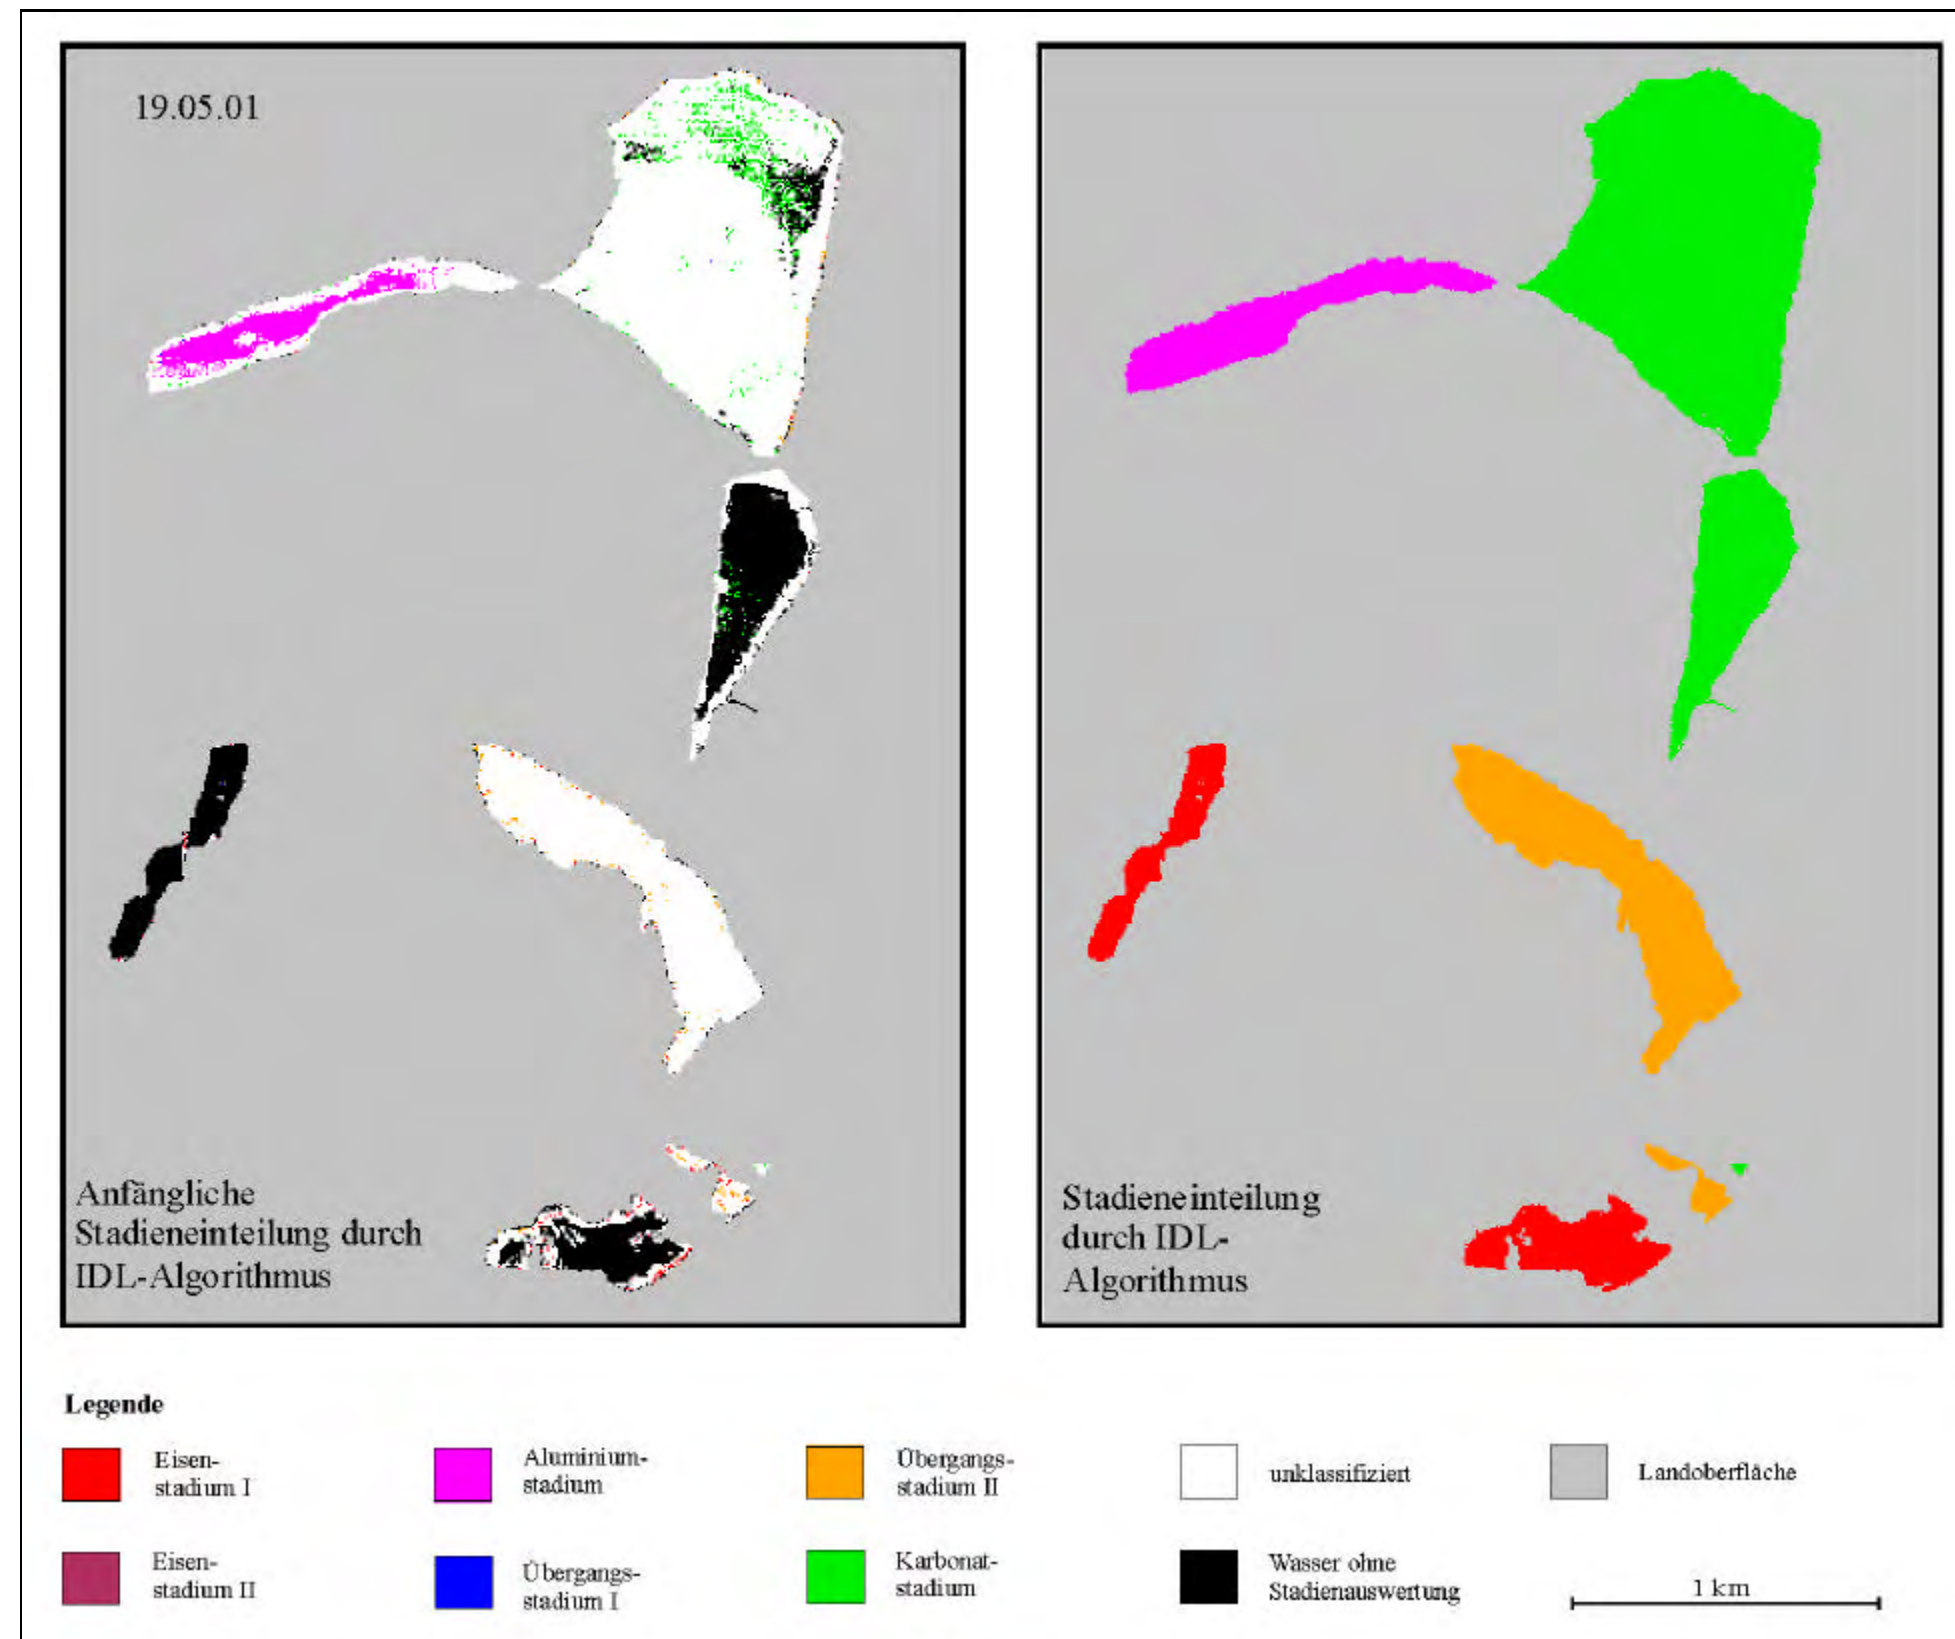 19.05.01
Anfängliche
Stadieneinteilung durch
IDL-Algorithmus
Stadieneinteilung
durch IDL-
Algorithmus
Legende
Eisen-
stadium I
Aluminium-
stadium
Übergangs-
stadium II
unklassifiziert
Landoberfläche
Eisen-
stadium II
Übergangs-
stadium I
Karbonat-
stadium
Wasser ohne
Stadienauswertung
1 km